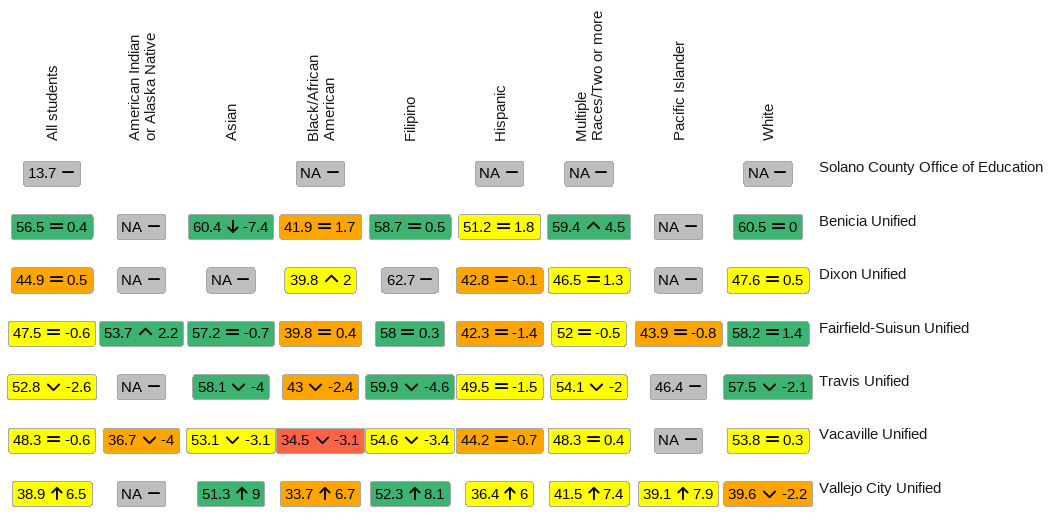 All students
American Indian
or Alaska Native
Asian
Black/African
American
Filipino
Hispanic
Multiple
Races/Two or more
Pacific Islander
White
13.7 – NA – NA – NA – NA – Solano County Office of Education
56.5 = 0.4 NA – 60.4 ↓ -7.4 41.9 = 1.7 58.7 = 0.5 51.2 = 1.8 59.4 ^ 4.5 NA – 60.5 = 0 Benicia Unified
44.9 = 0.5 NA – NA – 39.8 ^ 2 62.7 – 42.8 = -0.1 46.5 = 1.3 NA – 47.6 = 0.5 Dixon Unified
47.5 = -0.6 53.7 ^ 2.2 57.2 = -0.7 39.8 = 0.4 58 = 0.3 42.3 = -1.4 52 = -0.5 43.9 = -0.8 58.2 = 1.4 Fairfield-Suisun Unified
52.8 ⌄ -2.6 NA – 58.1 ⌄ -4 43 ⌄ -2.4 59.9 ⌄ -4.6 49.5 = -1.5 54.1 ⌄ -2 46.4 – 57.5 ⌄ -2.1 Travis Unified
48.3 = -0.6 36.7 ⌄ -4 53.1 ⌄ -3.1 34.5 ⌄ -3.1 54.6 ⌄ -3.4 44.2 = -0.7 48.3 = 0.4 NA – 53.8 = 0.3 Vacaville Unified
38.9 ↑ 6.5 NA – 51.3 ↑ 9 33.7 ↑ 6.7 52.3 ↑ 8.1 36.4 ↑ 6 41.5 ↑ 7.4 39.1 ↑ 7.9 39.6 ⌄ -2.2 Vallejo City Unified